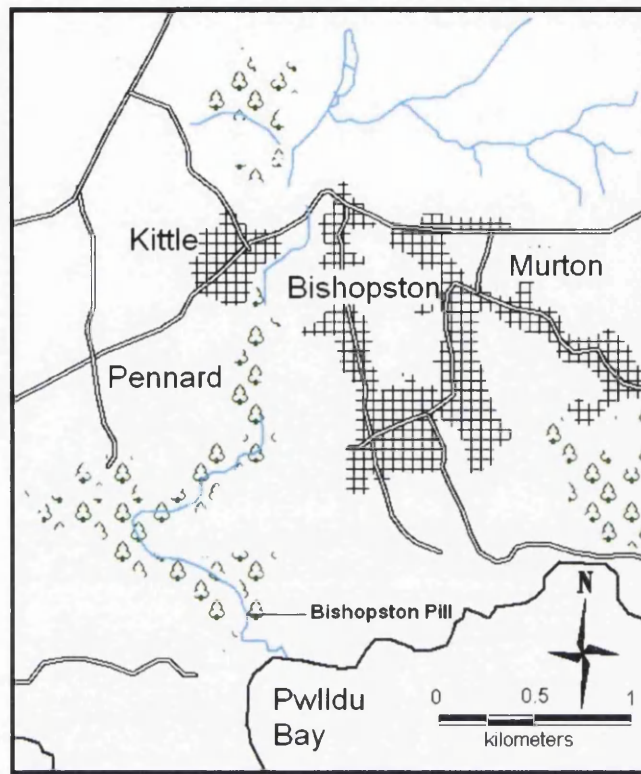 Kittle
Bishopston
Murton
Pennard
Bishopston Pill
N
Pwlldu
Bay
0 0.5 1
kilometers